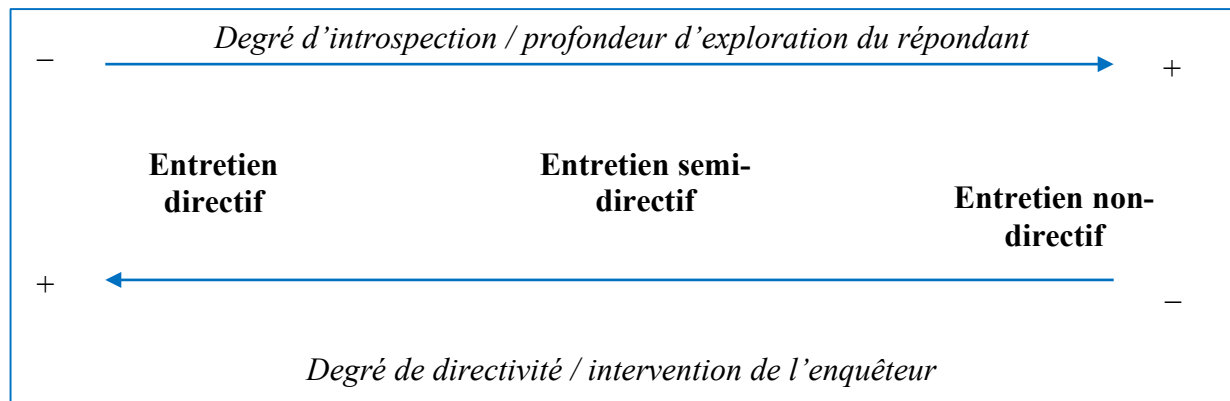 Degré d’introspection / profondeur d’exploration du répondant
− +
Entretien directif
Entretien semi-directif
Entretien non-directif
+ −
Degré de directivité / intervention de l’enquêteur